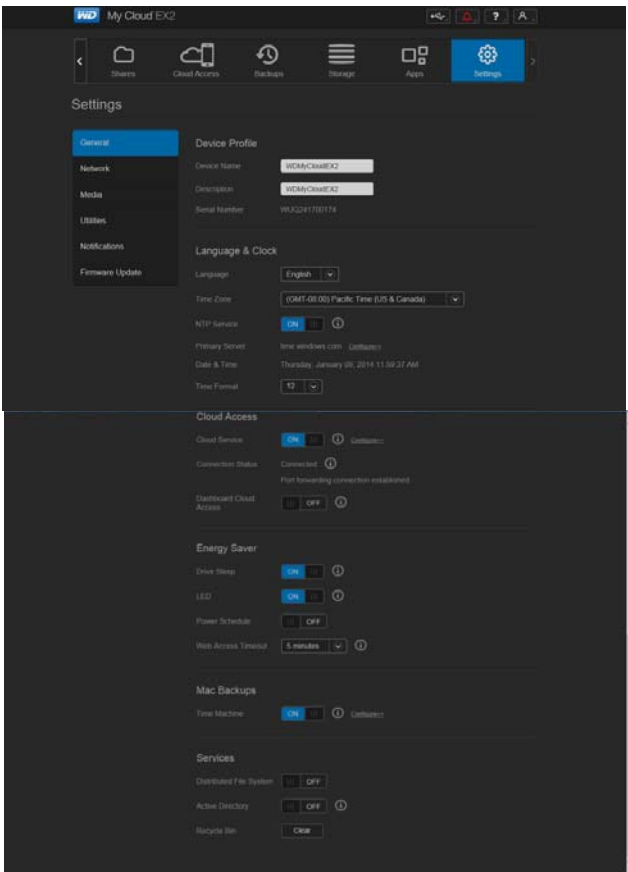 WD My Cloud EX2
?
Shares Cloud Access Backups Storage Apps Settings
Settings
General
Network
Media
Utilities
Notifications
Firmware Update
Device Profile
Device Name WDMyCloudEX2
Description WDMyCloudEX2
Serial Number
Language & Clock
Language English
Time Zone (GMT-08:00) Pacific Time (US & Canada)
NTP Service ON
Primary Server time.windows.com Configure>>
Date & Time Thursday, January 09, 2014 11:58:37 AM
Time Format 12
Cloud Access
Cloud Service ON Configure>>
Connection Status Connected
Port forwarding connection established
Dashboard Cloud
Access OFF
Energy Saver
Drive Sleep ON
LED ON
Power Schedule OFF
Web Access Timeout 5 minutes
Mac Backups
Time Machine ON Configure>>
Services
Distributed File System OFF
Active Directory OFF
Recycle Bin Clear